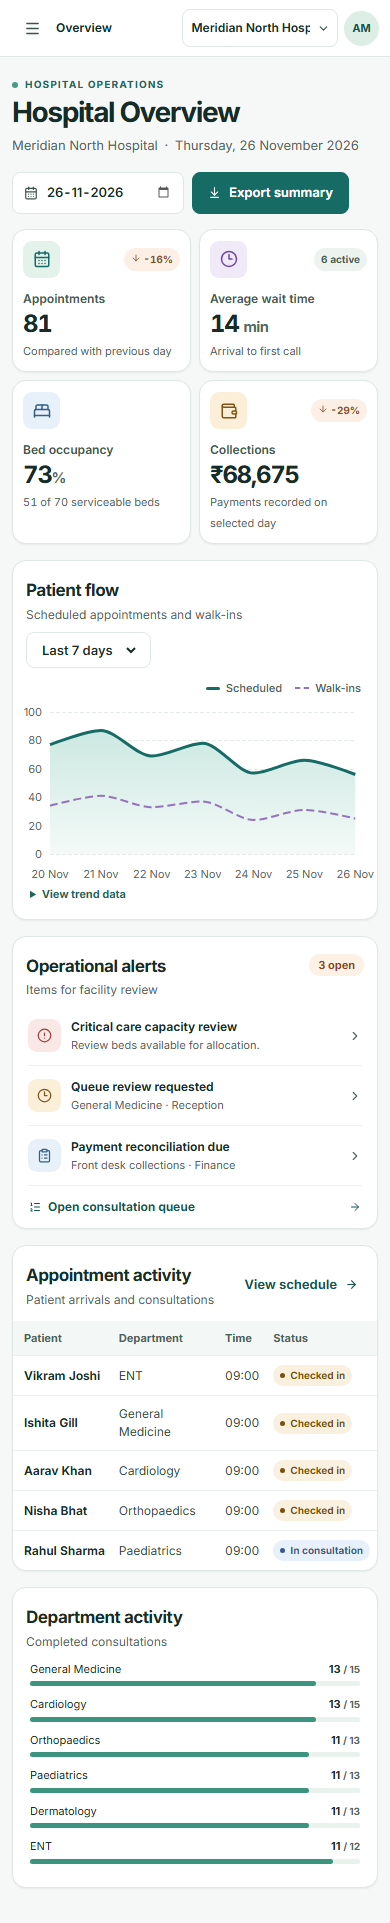 Overview
Meridian North Hosp
AM
HOSPITAL OPERATIONS
Hospital Overview
Meridian North Hospital · Thursday, 26 November 2026
26-11-2026
Export summary
↓ -16%
Appointments
81
Compared with previous day
6 active
Average wait time
14 min
Arrival to first call
Bed occupancy
73%
51 of 70 serviceable beds
↓ -29%
Collections
₹68,675
Payments recorded on
selected day
Patient flow
Scheduled appointments and walk-ins
Last 7 days
Scheduled Walk-ins
100
80
60
40
20
0
20 Nov 21 Nov 22 Nov 23 Nov 24 Nov 25 Nov 26 Nov
View trend data
Operational alerts
3 open
Items for facility review
Critical care capacity review
Review beds available for allocation.
Queue review requested
General Medicine · Reception
Payment reconciliation due
Front desk collections · Finance
Open consultation queue
Appointment activity
Patient arrivals and consultations
View schedule
Patient Department Time Status
Vikram Joshi ENT 09:00 Checked in
Ishita Gill General Medicine 09:00 Checked in
Aarav Khan Cardiology 09:00 Checked in
Nisha Bhat Orthopaedics 09:00 Checked in
Rahul Sharma Paediatrics 09:00 In consultation
Department activity
Completed consultations
General Medicine 13 / 15
Cardiology 13 / 15
Orthopaedics 11 / 13
Paediatrics 11 / 13
Dermatology 11 / 13
ENT 11 / 12